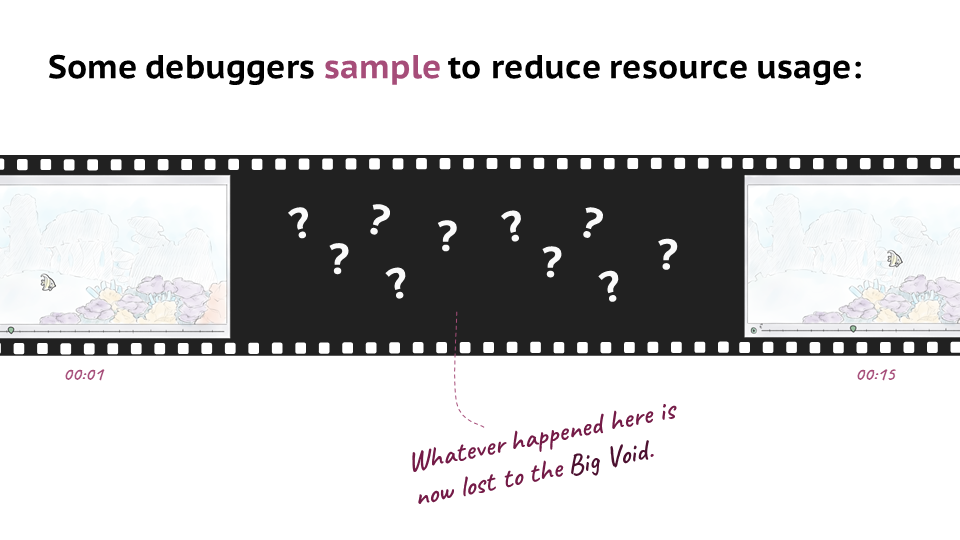 Some debuggers sample to reduce resource usage:
? ? ? ? ? ? ? ? ? ?
00:01
00:15
Whatever happened here is
now lost to the Big Void.